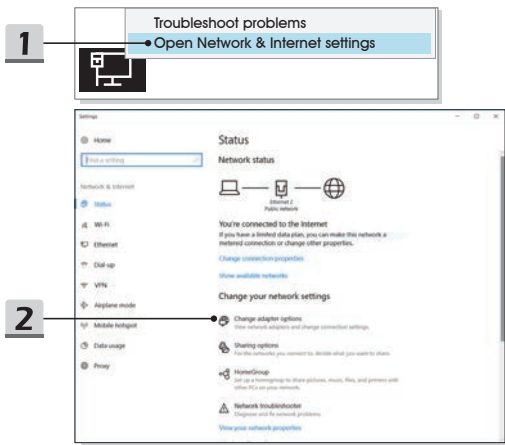 Troubleshoot problems
1
Open Network & Internet settings
Settings
Home
Status
Find a setting
Network status
Network & Internet
Status
Ethernet 2
Public network
Wi-Fi
You're connected to the Internet
If you have a limited data plan, you can make this network a
metered connection or change other properties.
Ethernet
Change connection properties
Dial-up
Show available networks
VPN
Change your network settings
Airplane mode
2
Change adapter options
View network adapters and change connection settings.
Mobile hotspot
Data usage
Sharing options
For the networks you connect to, decide what you want to share.
Proxy
HomeGroup
Set up a homegroup to share pictures, music, files, and printers with
other PCs on your network.
Network troubleshooter
Diagnose and fix network problems.
View your network properties